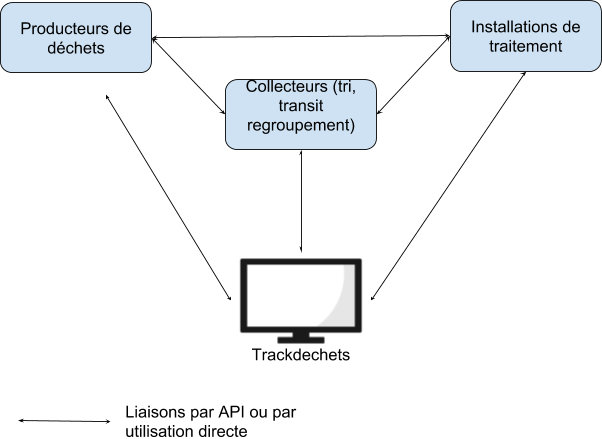 Producteurs de
déchets
Installations de
traitement
Collecteurs (tri,
transit
regroupement)
Trackdechets
Liaisons par API ou par
utilisation directe